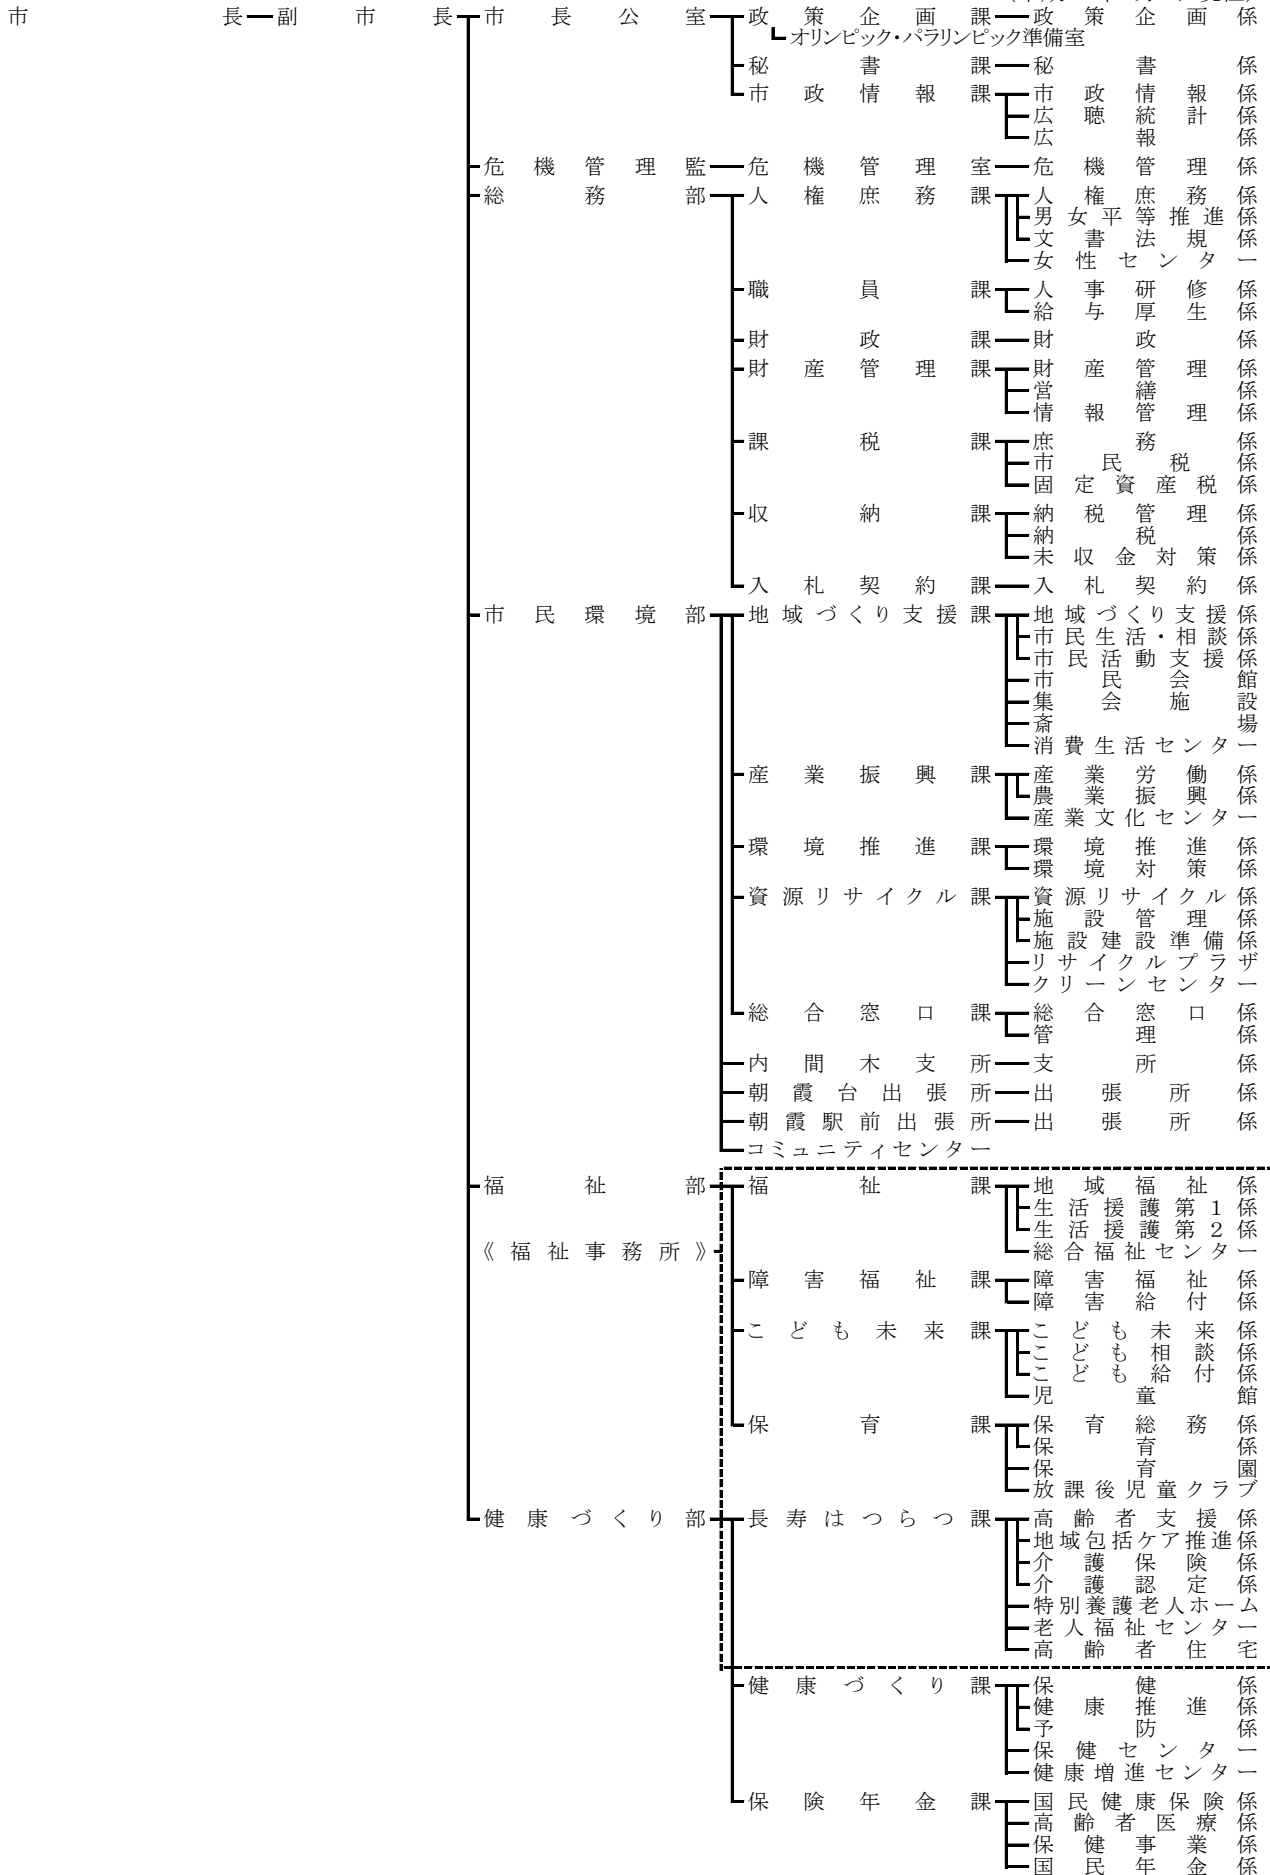 市長 副市長 市長公室 政策企画課 政策企画係
オリンピック・パラリンピック準備室
秘書課 秘書係
市政情報課 市政情報係
広聴統計係
広報係
危機管理監 危機管理室 危機管理係
総務部 人権庶務課 人権庶務係
男女平等推進係
文書法規係
女性センター
職員課 人事研修係
給与厚生係
財政課 財政係
財産管理課 財産管理係
営繕係
情報管理係
課税課 庶務係
市民税係
固定資産税係
収納課 納税管理係
納税係
未収金対策係
入札契約課 入札契約係
市民環境部 地域づくり支援課 地域づくり支援係
市民生活・相談係
市民活動支援係
市民会館
集会施設
斎場
消費生活センター
産業振興課 産業労働係
農業振興係
産業文化センター
環境推進課 環境推進係
環境対策係
資源リサイクル課 資源リサイクル係
施設管理係
施設建設準備係
リサイクルプラザ
クリーンセンター
総合窓口課 総合窓口係
管理係
内間木支所 支所係
朝霞台出張所 出張所係
朝霞駅前出張所 出張所係
コミュニティセンター
福祉部 福祉課 地域福祉係
生活援護第1係
生活援護第2係
《福祉事務所》 総合福祉センター
障害福祉課 障害福祉係
障害給付係
こども未来課 こども未来係
こども相談係
こども給付係
児童館
保育課 保育総務係
保育係
保育園
放課後児童クラブ
健康づくり部 長寿はつらつ課 高齢者支援係
地域包括ケア推進係
介護保険係
介護認定係
特別養護老人ホーム
老人福祉センター
高齢者住宅
健康づくり課 保健係
健康推進係
予防係
保健センター
健康増進センター
保険年金課 国民健康保険係
高齢者医療係
保健事業係
国民年金係